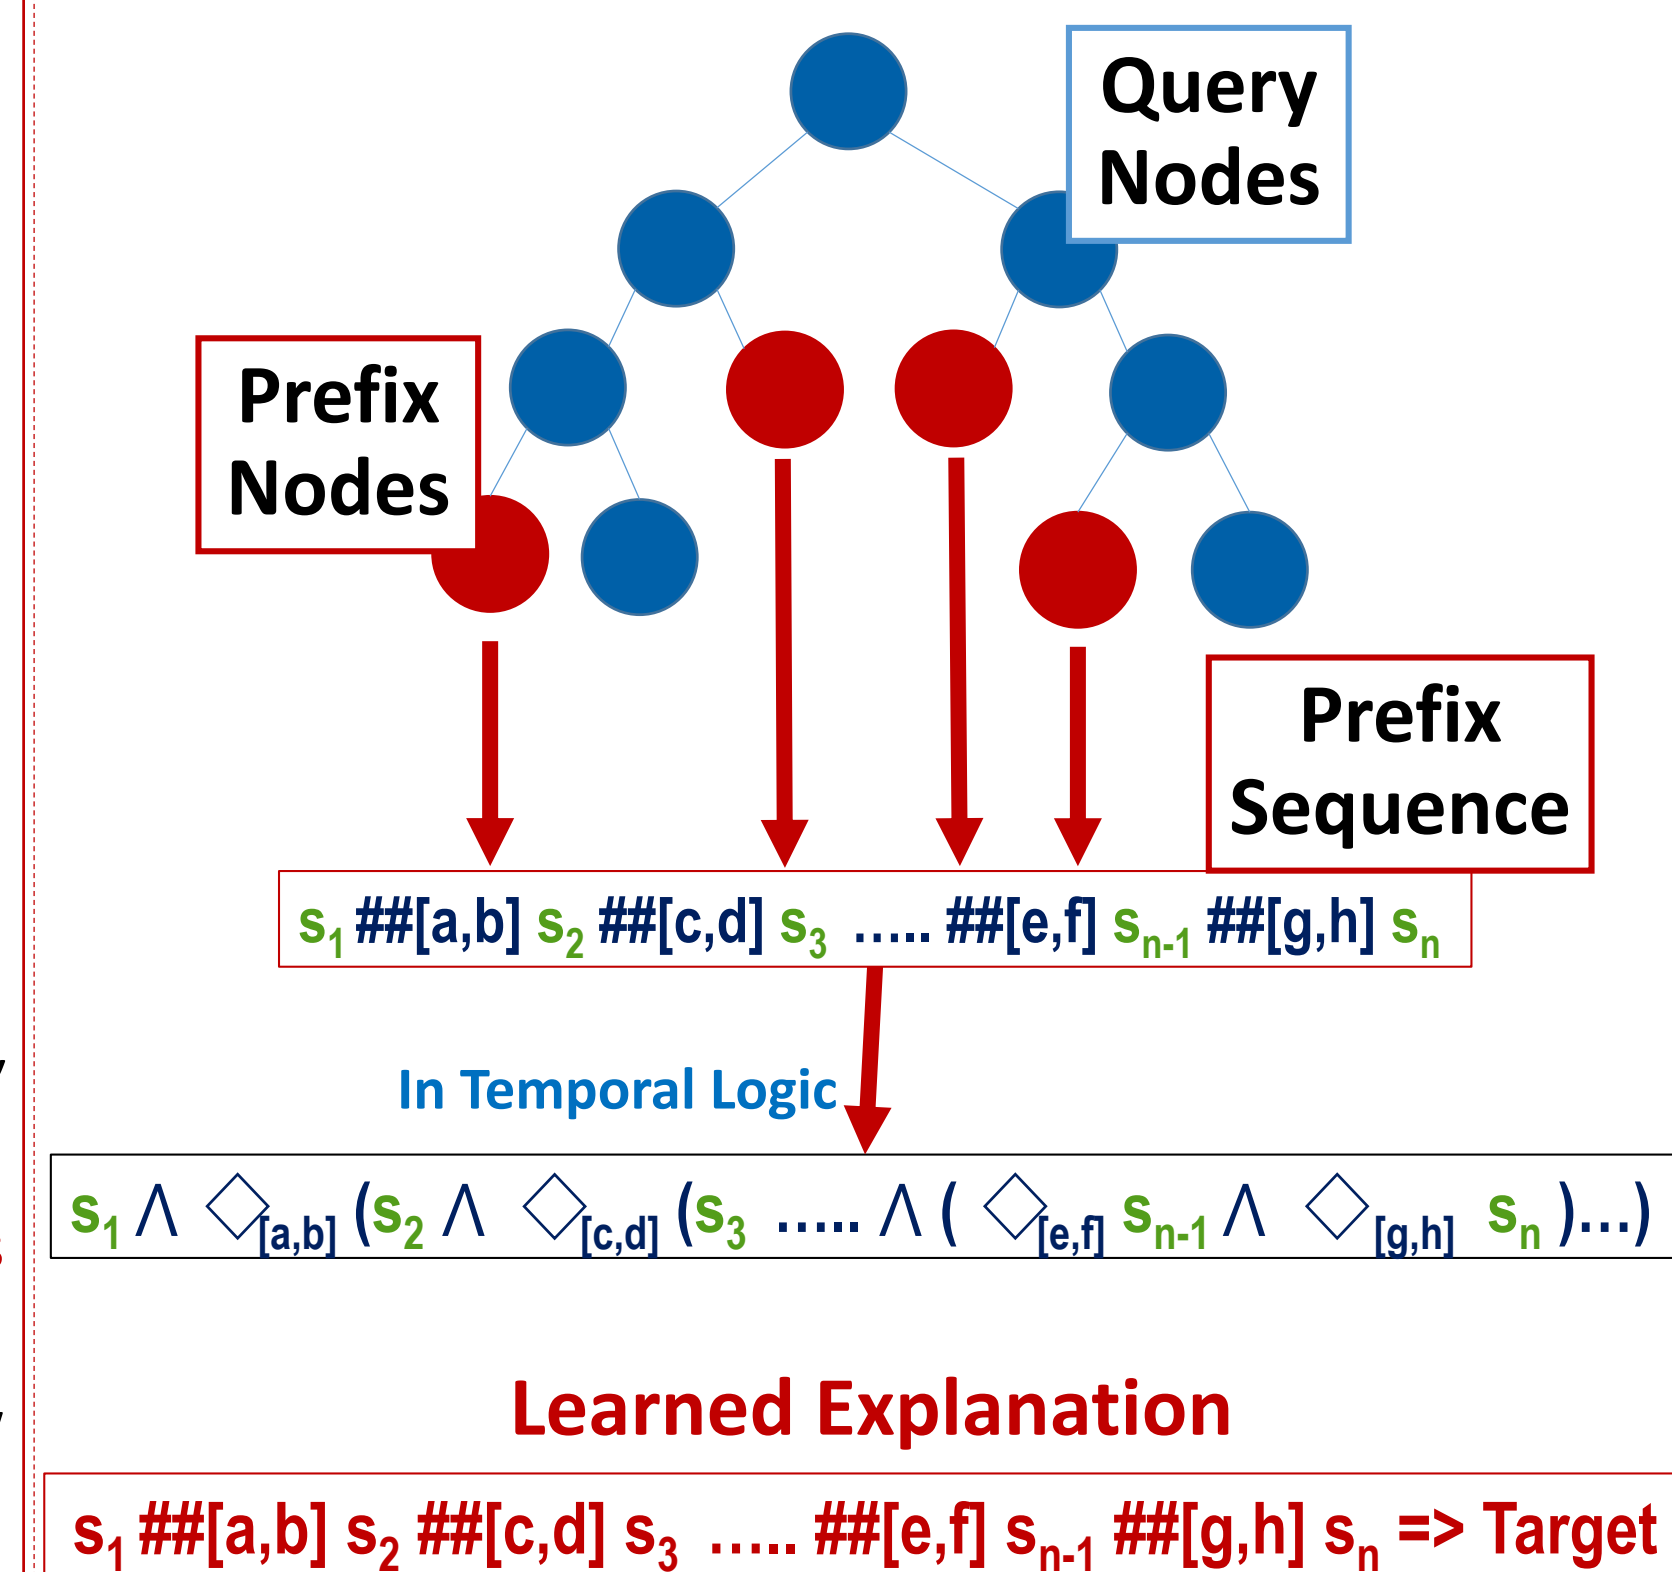 Query
Nodes
Prefix
Nodes
Prefix
Sequence
s₁ ##[a,b] s₂ ##[c,d] s₃ ..... ##[e,f] sₙ₋₁ ##[g,h] sₙ
In Temporal Logic
s₁ Λ ◇[a,b] (s₂ Λ ◇[c,d] (s₃ ..... Λ ( ◇[e,f] sₙ₋₁ Λ ◇[g,h] sₙ )...)
Learned Explanation
s₁ ##[a,b] s₂ ##[c,d] s₃ ..... ##[e,f] sₙ₋₁ ##[g,h] sₙ => Target